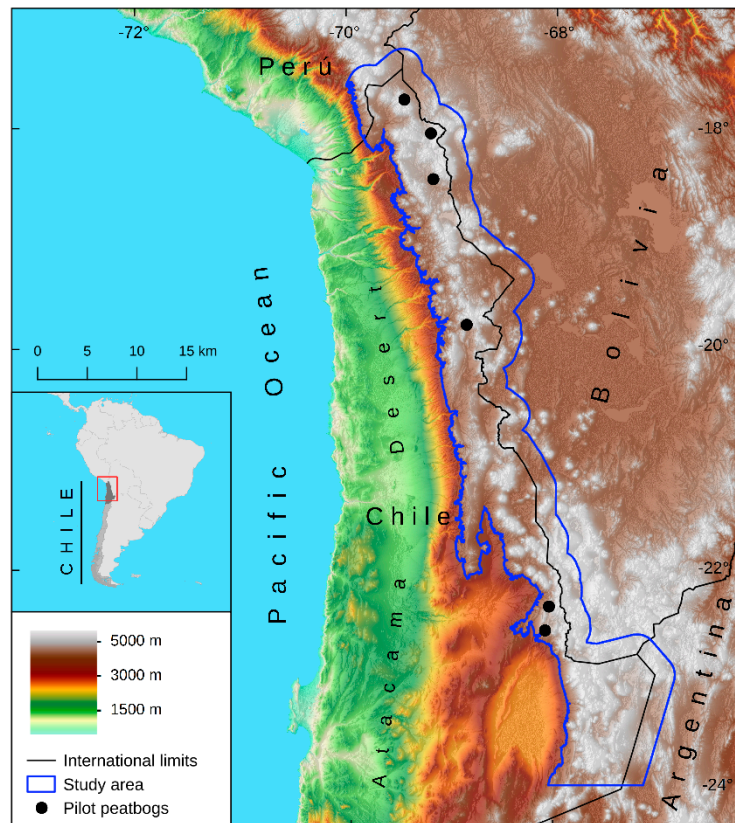 -72°
-70°
-68°
Perú
-18°
Bolivia
Pacific Ocean
Atacama Desert
0 5 10 15 km
-20°
Chile
CHILE
-22°
Argentina
5000 m
3000 m
1500 m
International limits
Study area
Pilot peatbogs
-24°